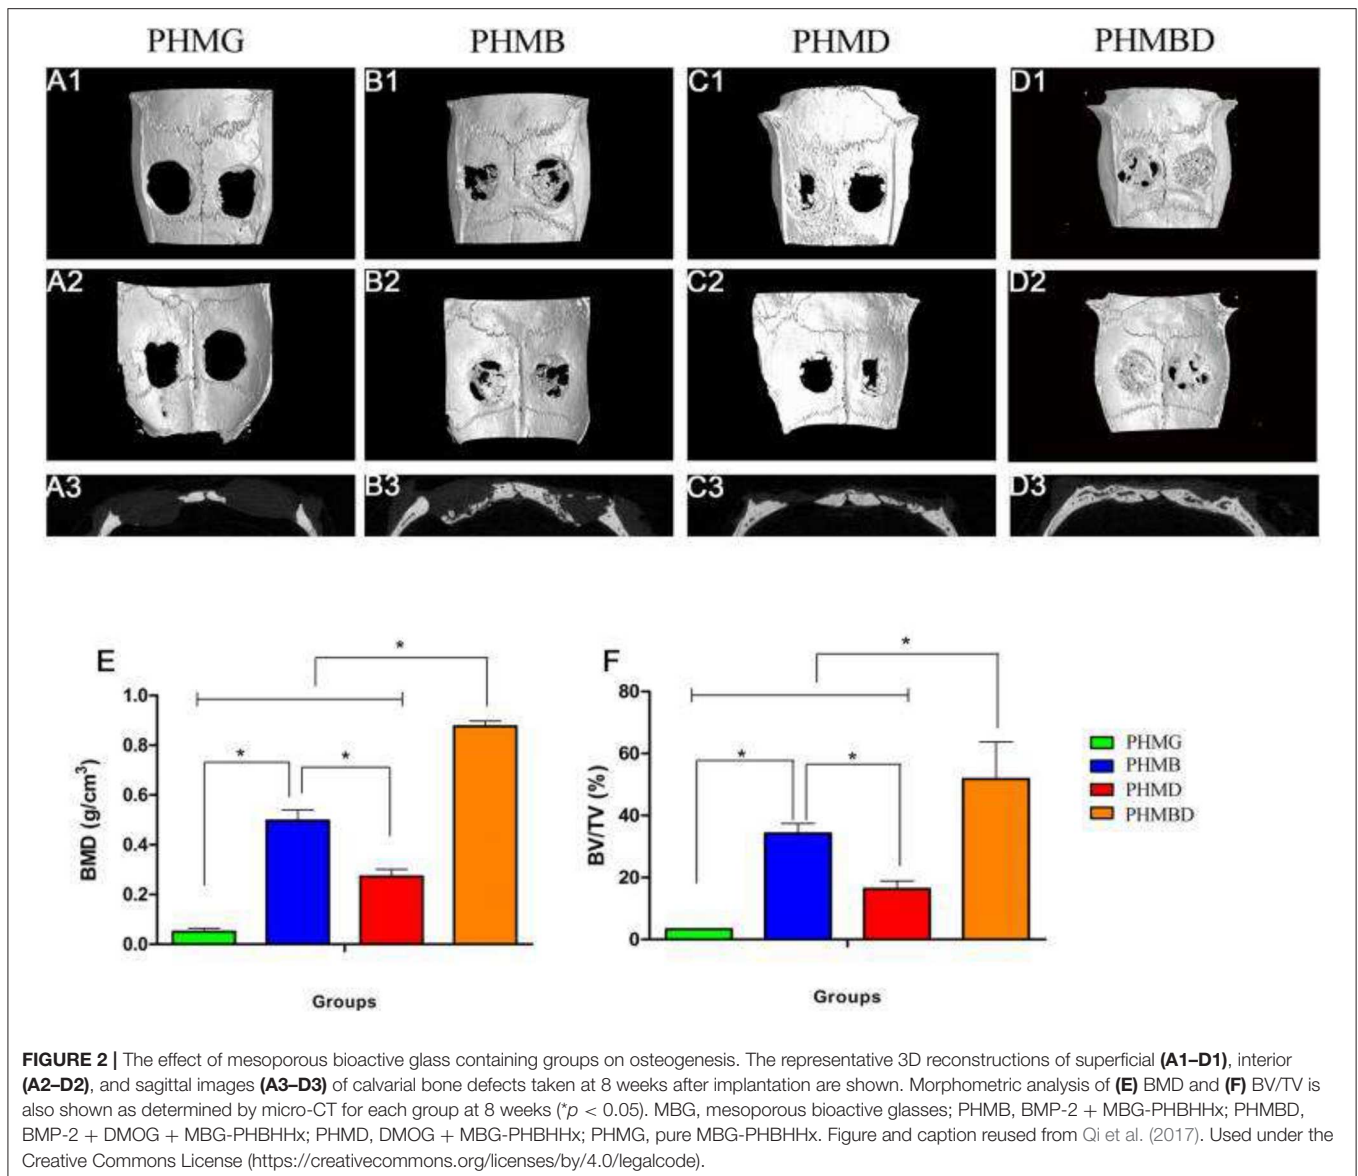 PHMG PHMB PHMD PHMBD
A1 B1 C1 D1
A2 B2 C2 D2
A3 B3 C3 D3
E
*
1.0
0.8
0.6
0.4
0.2
0.0
BMD (g/cm³)
* *
Groups
F
*
80
60
40
20
0
BV/TV (%)
* *
Groups
PHMG
PHMB
PHMD
PHMBD
FIGURE 2 | The effect of mesoporous bioactive glass containing groups on osteogenesis. The representative 3D reconstructions of superficial (A1–D1), interior
(A2–D2), and sagittal images (A3–D3) of calvarial bone defects taken at 8 weeks after implantation are shown. Morphometric analysis of (E) BMD and (F) BV/TV is
also shown as determined by micro-CT for each group at 8 weeks (*p < 0.05). MBG, mesoporous bioactive glasses; PHMB, BMP-2 + MBG-PHBHHx; PHMBD,
BMP-2 + DMOG + MBG-PHBHHx; PHMD, DMOG + MBG-PHBHHx; PHMG, pure MBG-PHBHHx. Figure and caption reused from Qi et al. (2017). Used under the
Creative Commons License (https://creativecommons.org/licenses/by/4.0/legalcode).